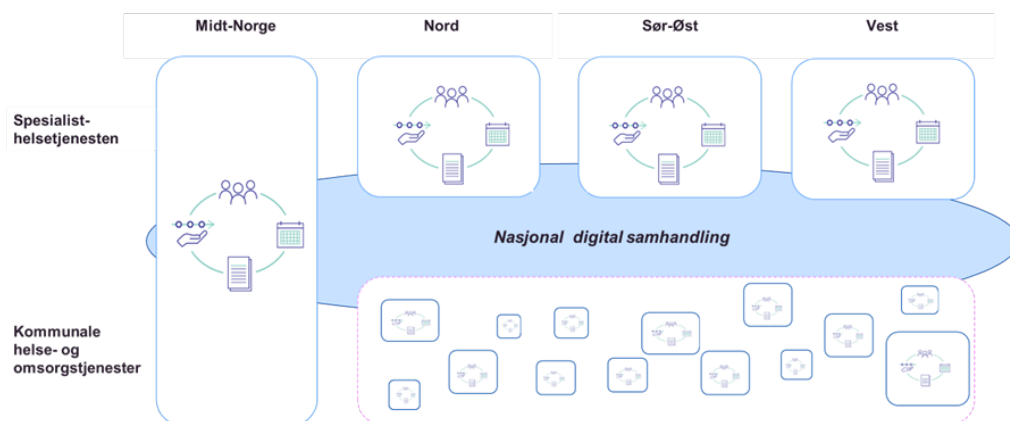 Midt-Norge
Nord
Sør-Øst
Vest
Spesialist-
helsetjenesten
Nasjonal digital samhandling
Kommunale
helse- og
omsorgstjenester